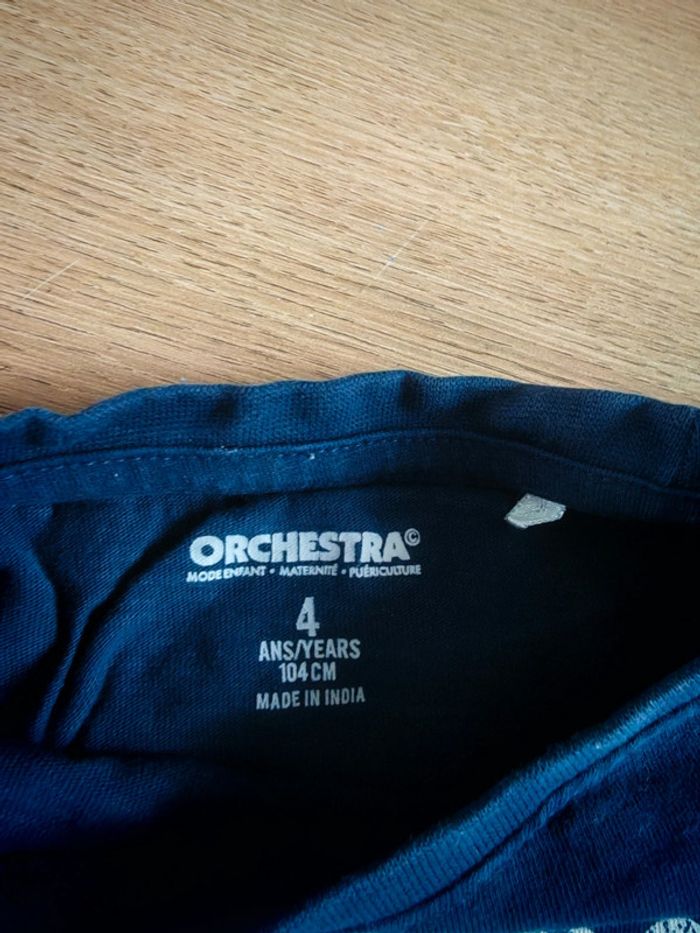 ORCHESTRA©
MODE ENFANT • MATERNITÉ • PUÉRICULTURE
4
ANS/YEARS
104 CM
MADE IN INDIA